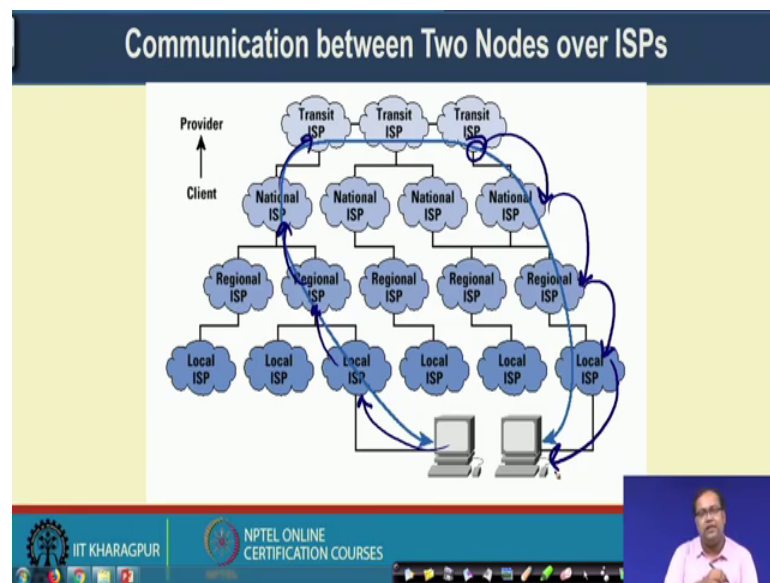 Communication between Two Nodes over ISPs
Provider
Client
Transit
ISP
Transit
ISP
Transit
ISP
National
ISP
National
ISP
National
ISP
National
ISP
Regional
ISP
Regional
ISP
Regional
ISP
Regional
ISP
Regional
ISP
Local
ISP
Local
ISP
Local
ISP
Local
ISP
Local
ISP
Local
ISP
IIT KHARAGPUR
NPTEL ONLINE
CERTIFICATION COURSES